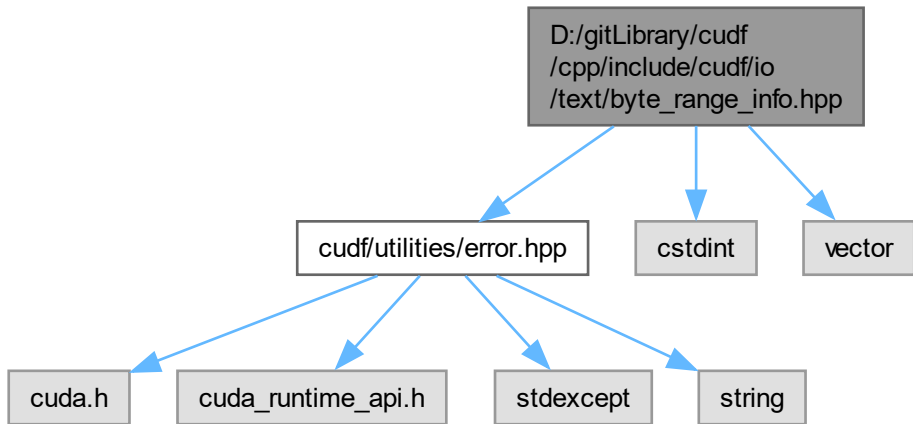 D:/gitLibrary/cudf
/cpp/include/cudf/io
/text/byte_range_info.hpp
cudf/utilities/error.hpp
cstdint
vector
cuda.h
cuda_runtime_api.h
stdexcept
string